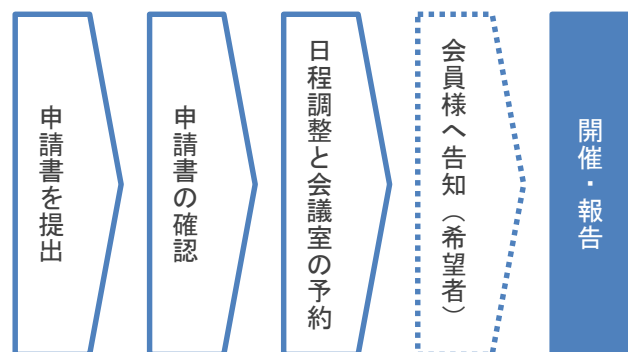 申請書を提出
申請書の確認
日程調整と会議室の予約
会員様へ告知（希望者）
開催・報告